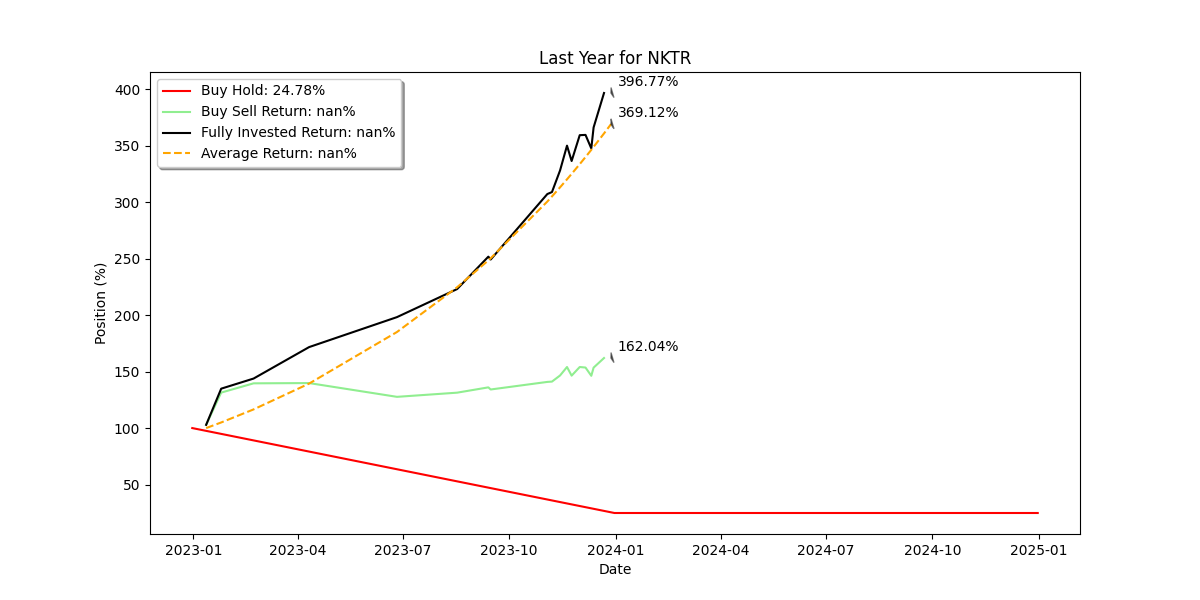 Last Year for NKTR
Buy Hold: 24.78%
Buy Sell Return: nan%
Fully Invested Return: nan%
Average Return: nan%
396.77%
369.12%
162.04%
Position (%)
400
350
300
250
200
150
100
50
2023-01 2023-04 2023-07 2023-10 2024-01 2024-04 2024-07 2024-10 2025-01
Date